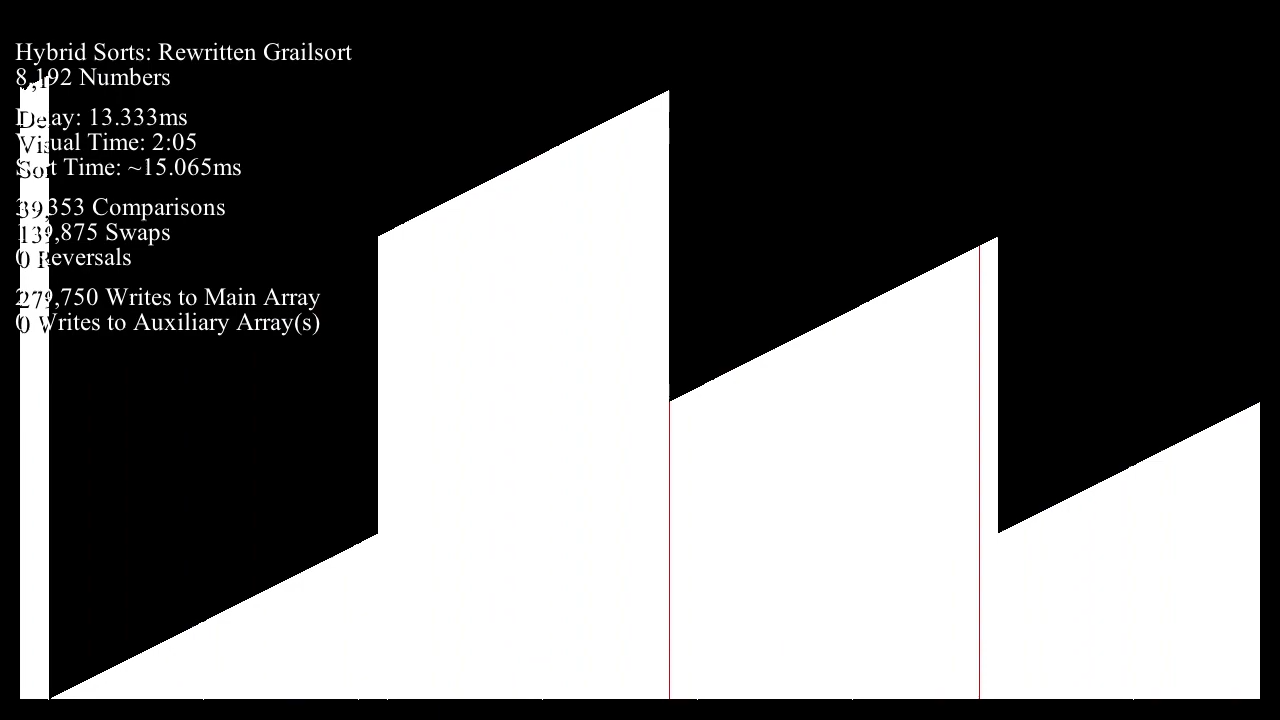 Hybrid Sorts: Rewritten Grailsort
8,192 Numbers
Delay: 13.333ms
Visual Time: 2:05
Sort Time: ~15.065ms
39,353 Comparisons
139,875 Swaps
0 Reversals
279,750 Writes to Main Array
0 Writes to Auxiliary Array(s)